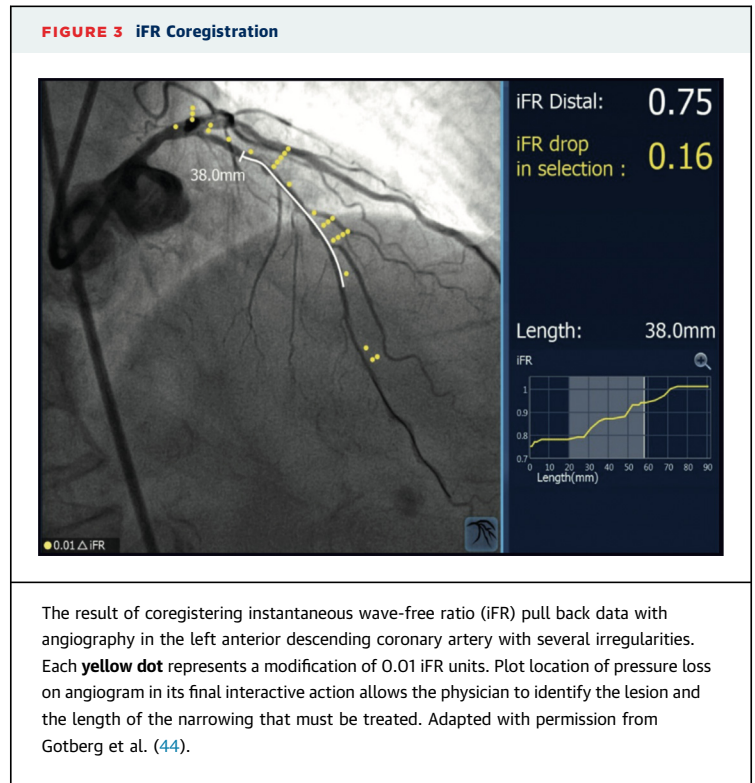 FIGURE 3 iFR Coregistration
38.0mm
iFR Distal: 0.75
iFR drop
in selection : 0.16
Length: 38.0mm
iFR
1
0.9
0.8
0.7
0 10 20 30 40 50 60 70 80 90
Length(mm)
0.01 △ iFR
The result of coregistering instantaneous wave-free ratio (iFR) pull back data with
angiography in the left anterior descending coronary artery with several irregularities.
Each yellow dot represents a modification of 0.01 iFR units. Plot location of pressure loss
on angiogram in its final interactive action allows the physician to identify the lesion and
the length of the narrowing that must be treated. Adapted with permission from
Gotberg et al. (44).